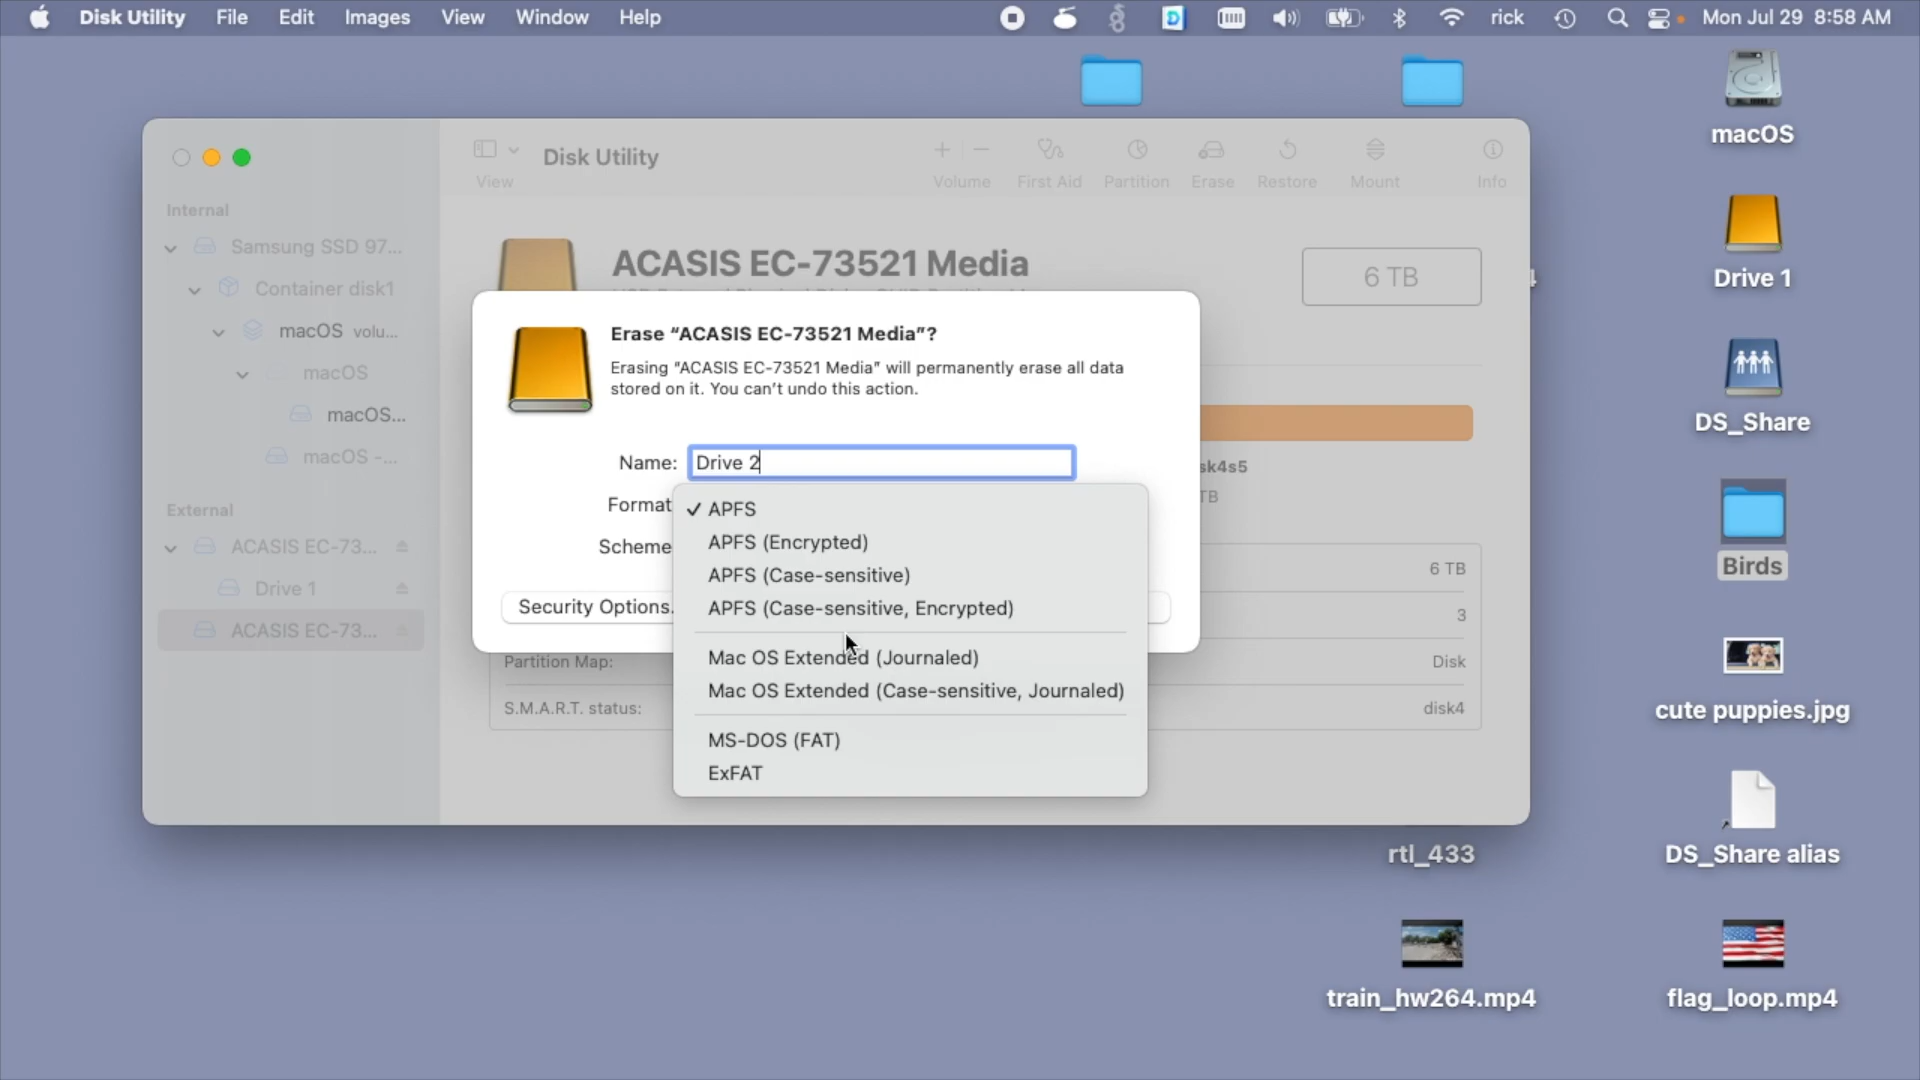 Disk Utility File Edit Images View Window Help
rick Mon Jul 29 8:58 AM
macOS
Drive 1
DS_Share
Birds
cute puppies.jpg
DS_Share alias
flag_loop.mp4
rtl_433
train_hw264.mp4
Disk Utility
View
Volume First Aid Partition Erase Restore Mount Info
Internal
Samsung SSD 97...
Container disk1
macOS volu...
macOS
macOS...
macOS -...
External
ACASIS EC-73...
Drive 1
ACASIS EC-73...
ACASIS EC-73521 Media
6 TB
sk4s5
TB
6 TB
3
Partition Map: Disk
S.M.A.R.T. status: disk4
Erase “ACASIS EC-73521 Media”?
Erasing “ACASIS EC-73521 Media” will permanently erase all data
stored on it. You can’t undo this action.
Name: Drive 2
Format
Scheme
Security Options.
APFS
APFS (Encrypted)
APFS (Case-sensitive)
APFS (Case-sensitive, Encrypted)
Mac OS Extended (Journaled)
Mac OS Extended (Case-sensitive, Journaled)
MS-DOS (FAT)
ExFAT